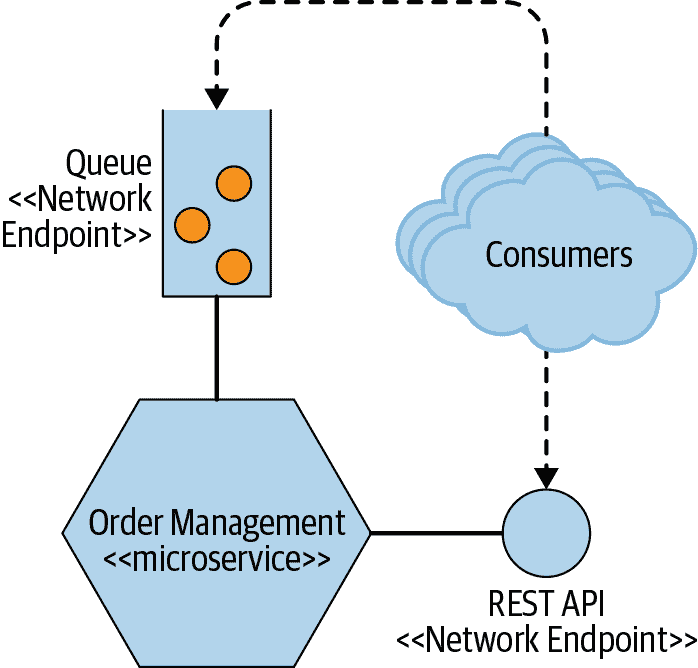 Queue
<<Network
Endpoint>>
Consumers
Order Management
<<microservice>>
REST API
<<Network Endpoint>>